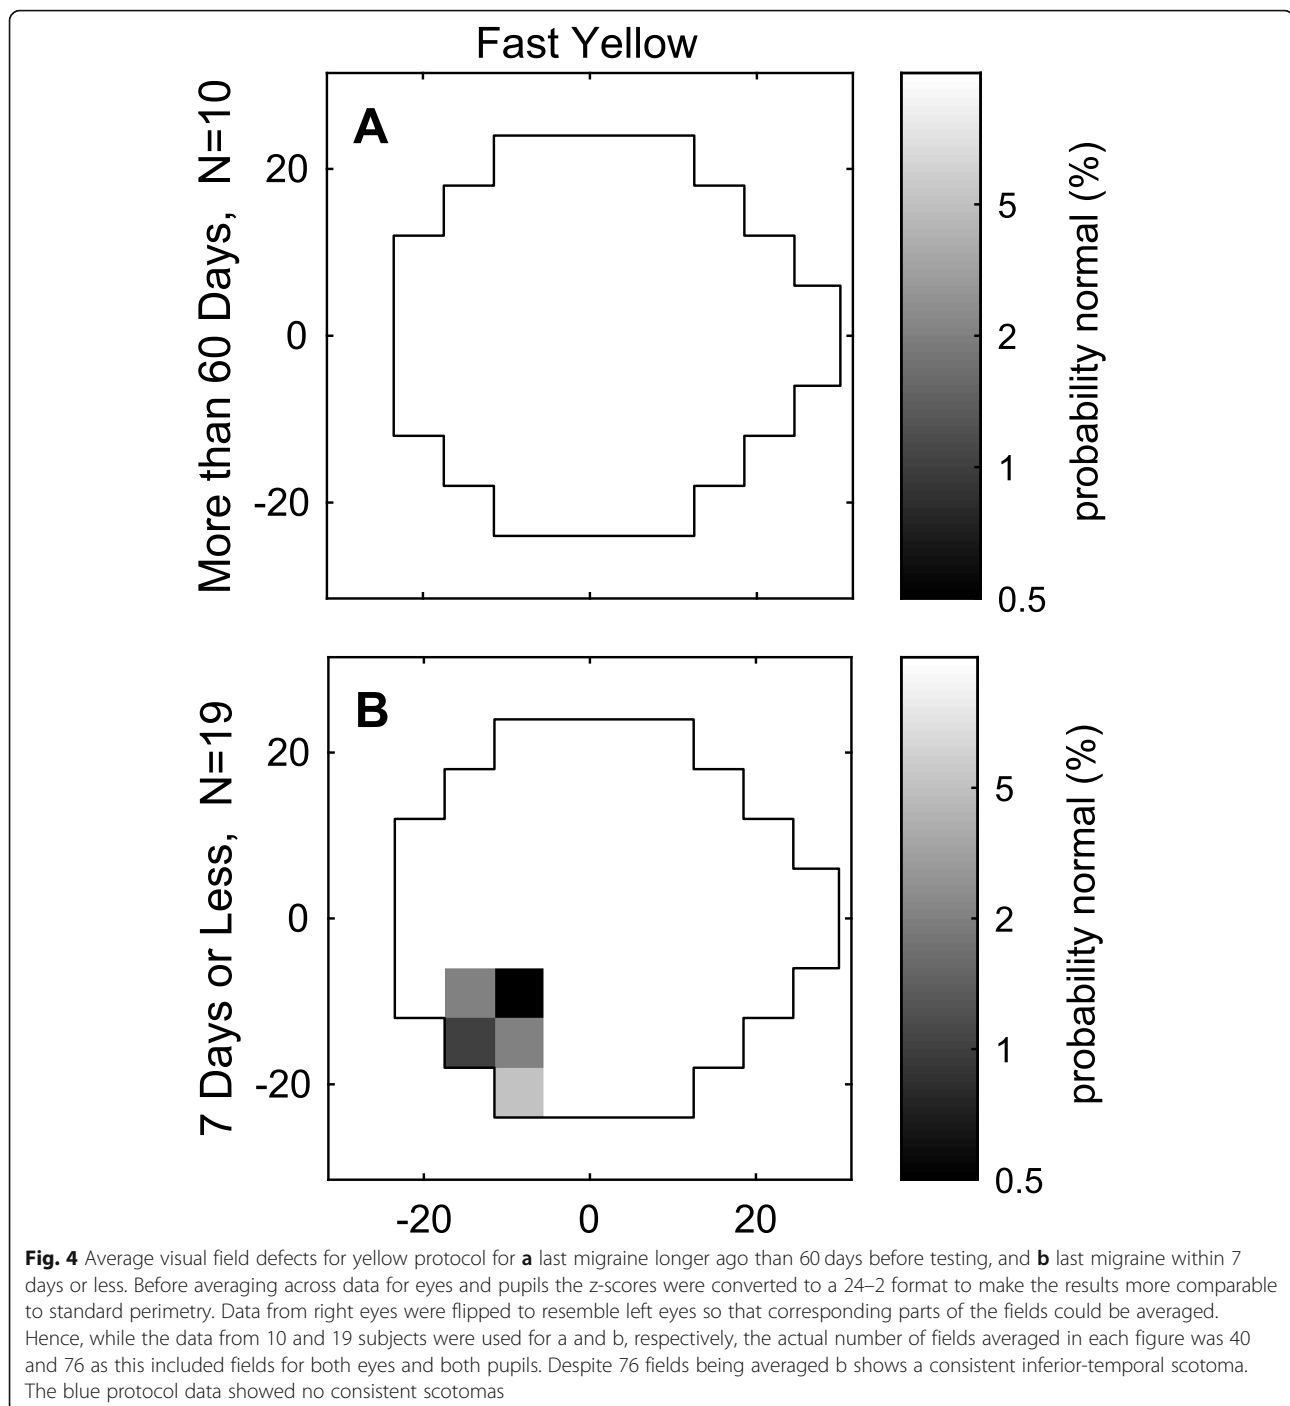 Fast Yellow
More than 60 Days, N=10
A
20
0
-20
5
2
1
0.5
probability normal (%)
7 Days or Less, N=19
B
20
0
-20
-20
0
20
5
2
1
0.5
probability normal (%)
Fig. 4 Average visual field defects for yellow protocol for a last migraine longer ago than 60 days before testing, and b last migraine within 7
days or less. Before averaging across data for eyes and pupils the z-scores were converted to a 24–2 format to make the results more comparable
to standard perimetry. Data from right eyes were flipped to resemble left eyes so that corresponding parts of the fields could be averaged.
Hence, while the data from 10 and 19 subjects were used for a and b, respectively, the actual number of fields averaged in each figure was 40
and 76 as this included fields for both eyes and both pupils. Despite 76 fields being averaged b shows a consistent inferior-temporal scotoma.
The blue protocol data showed no consistent scotomas